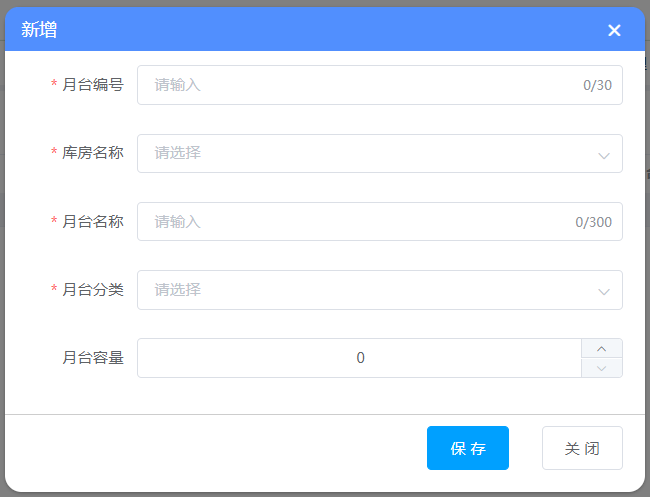 新增
* 月台编号 请输入 0/30
* 库房名称 请选择
* 月台名称 请输入 0/300
* 月台分类 请选择
月台容量 0
保存 关闭